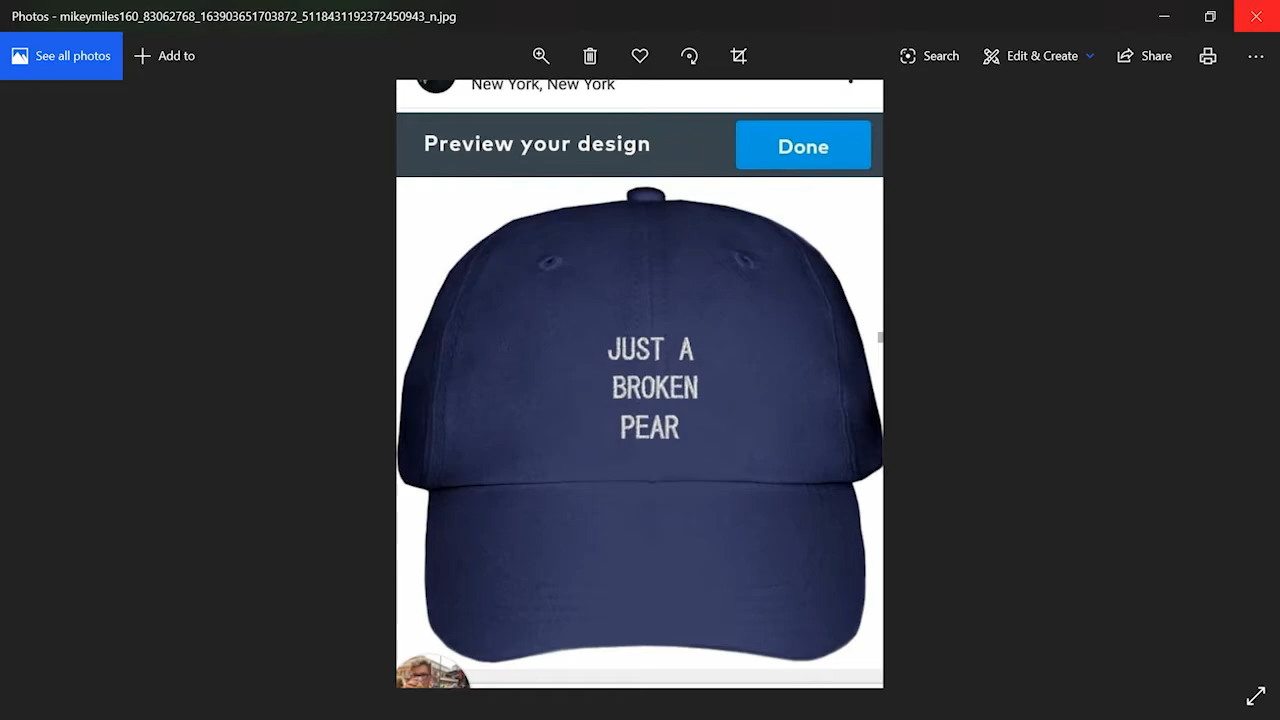 Photos - mikeymiles160_83062768_163903651703872_5118431192372450943_n.jpg
See all photos
Add to
Search
Edit & Create
Share
New York, New York
Preview your design
Done
JUST A
BROKEN
PEAR